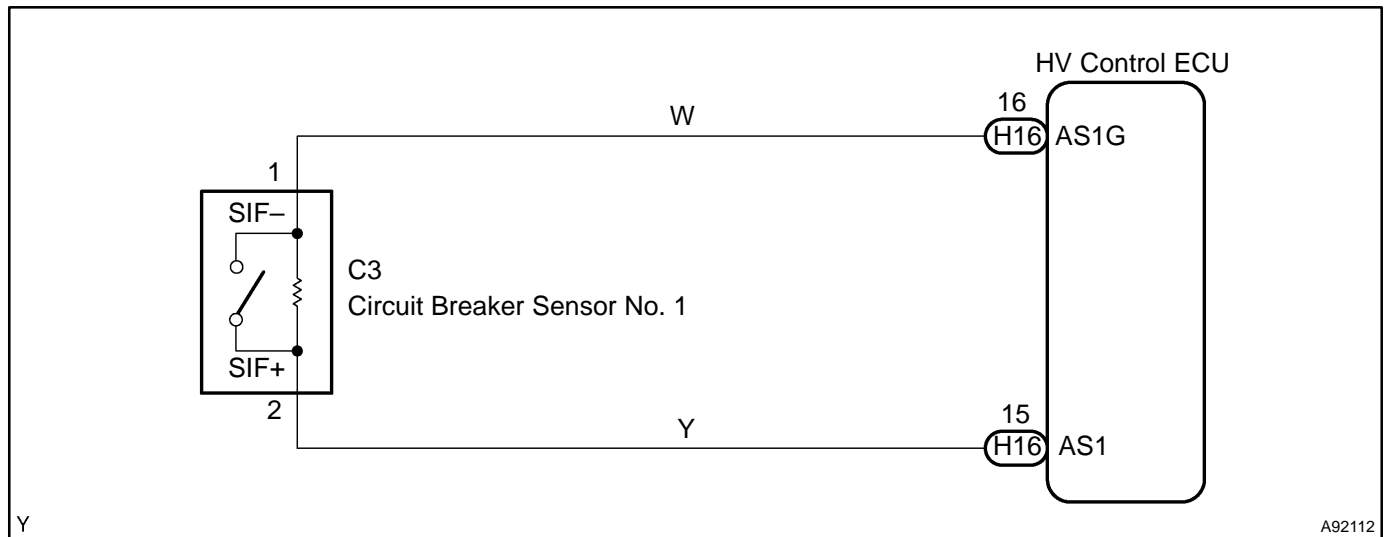 HV Control ECU
16
W
H16 AS1G
1
SIF–
C3
Circuit Breaker Sensor No. 1
SIF+
2
15
Y
H16 AS1
Y
A92112